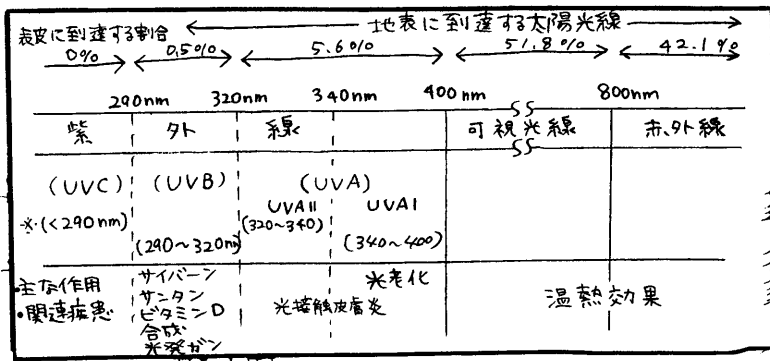 地表に到達する太陽光線
表皮に到達する割合
0% 0.5% 5.6% 51.8% 42.1%
290nm 320nm 340nm 400nm 800nm
紫 外 線 可視光線 赤外線
(UVC) (UVB) (UVA)
UVAII UVAI
※(<290nm) (320~340)
(290~320nm) (340~400)
主な作用 サイバーン 光老化
・関連疾患 サンタン 光接触皮膚炎 温熱効果
ビタミンD
合成
光発ガン